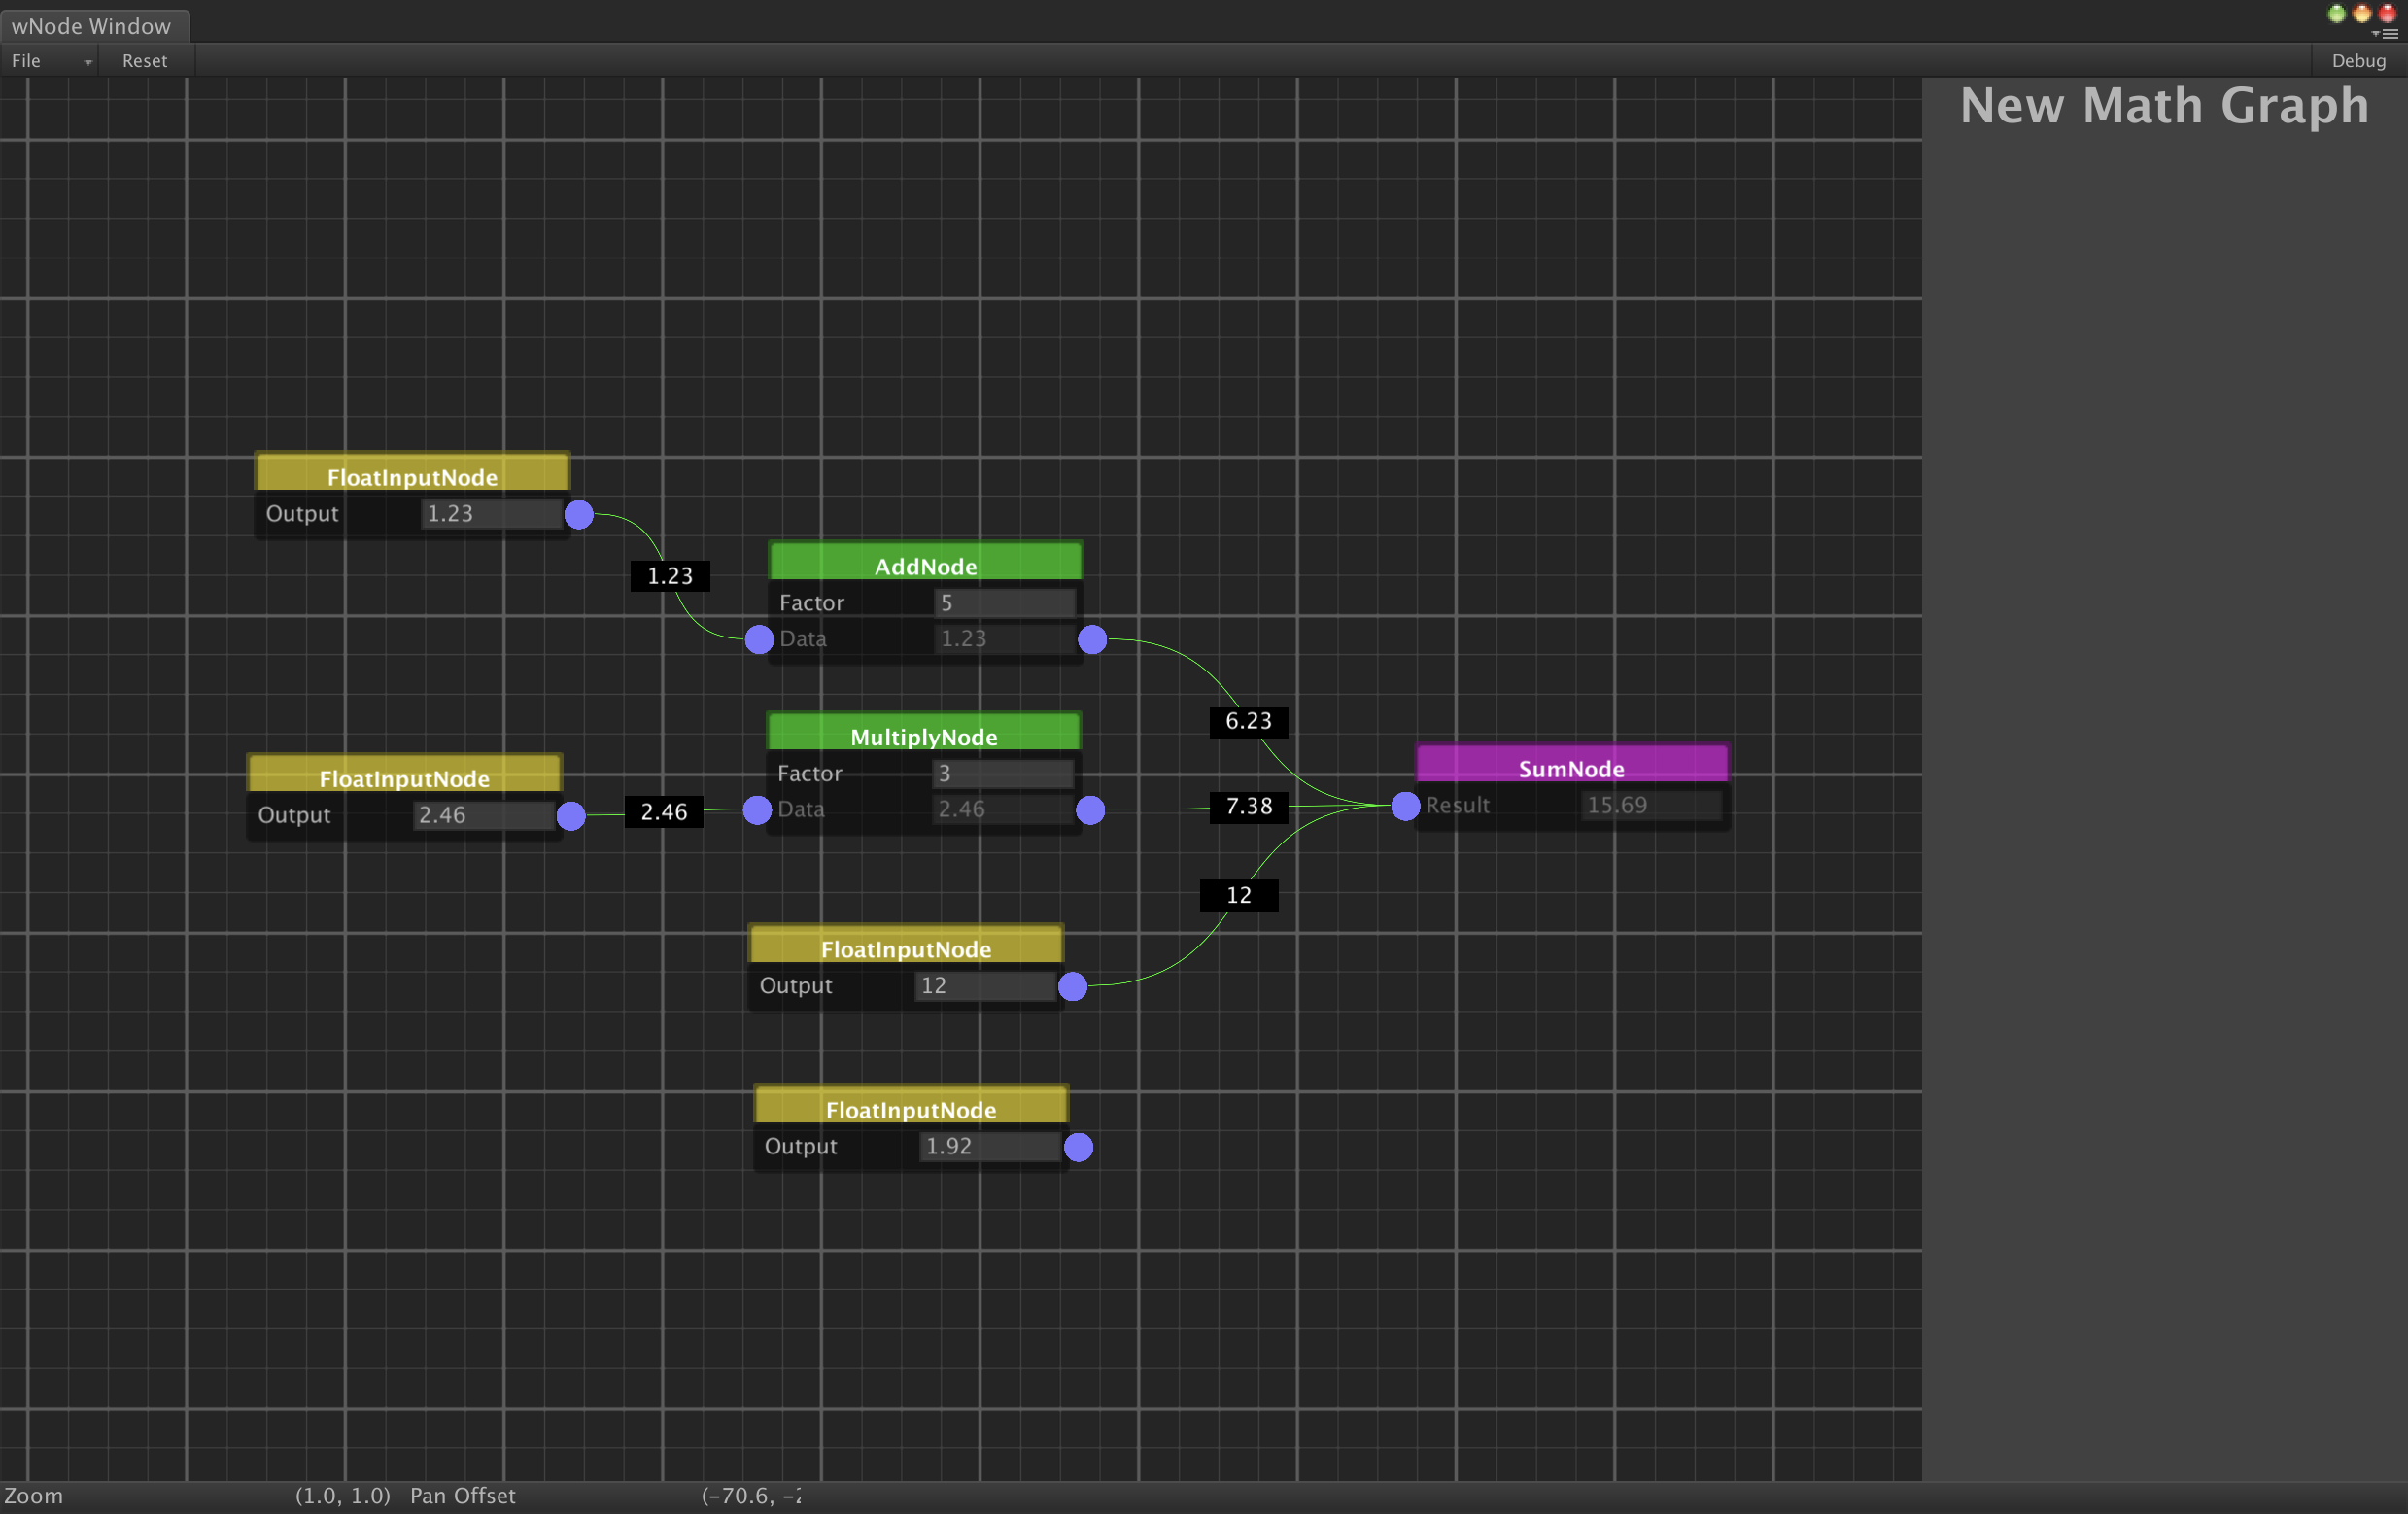 wNode Window
File Reset Debug
New Math Graph
FloatInputNode
Output 1.23
1.23
AddNode
Factor 5
Data 1.23
6.23
MultiplyNode
Factor 3
Data 2.46
7.38
FloatInputNode
Output 2.46
2.46
SumNode
Result 15.69
12
FloatInputNode
Output 12
FloatInputNode
Output 1.92
Zoom (1.0, 1.0) Pan Offset (-70.6, -